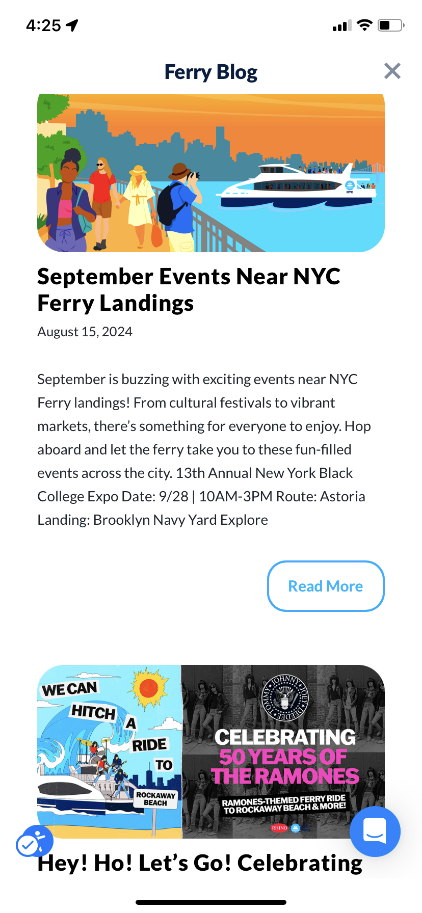 4:25
Ferry Blog
September Events Near NYC
Ferry Landings
August 15, 2024
September is buzzing with exciting events near NYC
Ferry landings! From cultural festivals to vibrant
markets, there's something for everyone to enjoy. Hop
aboard and let the ferry take you to these fun-filled
events across the city. 13th Annual New York Black
College Expo Date: 9/28 | 10AM-3PM Route: Astoria
Landing: Brooklyn Navy Yard Explore
Read More
WE CAN
HITCH A
RIDE
TO
ROCKAWAY
BEACH
JOHNNY
JOEY
DEE DEE
TOMMY
CELEBRATING
50 YEARS OF
THE RAMONES
RAMONES-THEMED FERRY RIDE
TO ROCKAWAY BEACH & MORE!
Hey! Ho! Let's Go! Celebrating